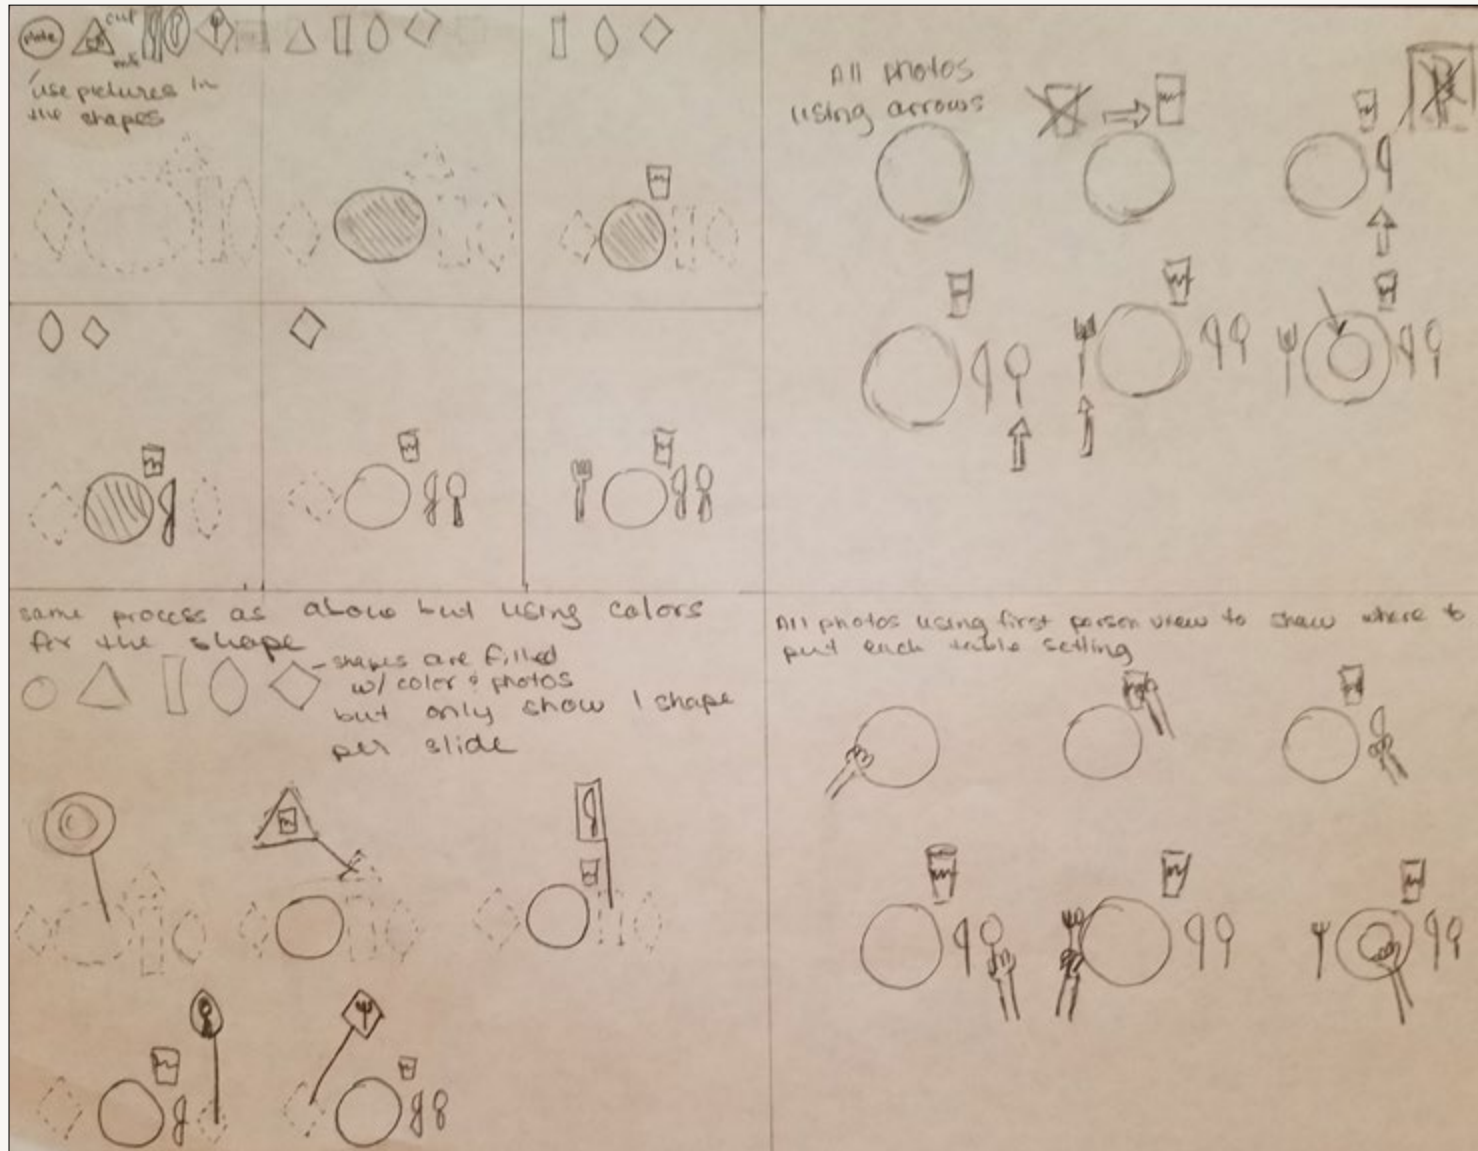 plate
cup
use pictures in
the shapes
All photos
using arrows
same process as above but using colors
for the shape
shapes are filled
w/ color & photos
but only show 1 shape
per slide
All photos using first person view to show where to
put each table setting